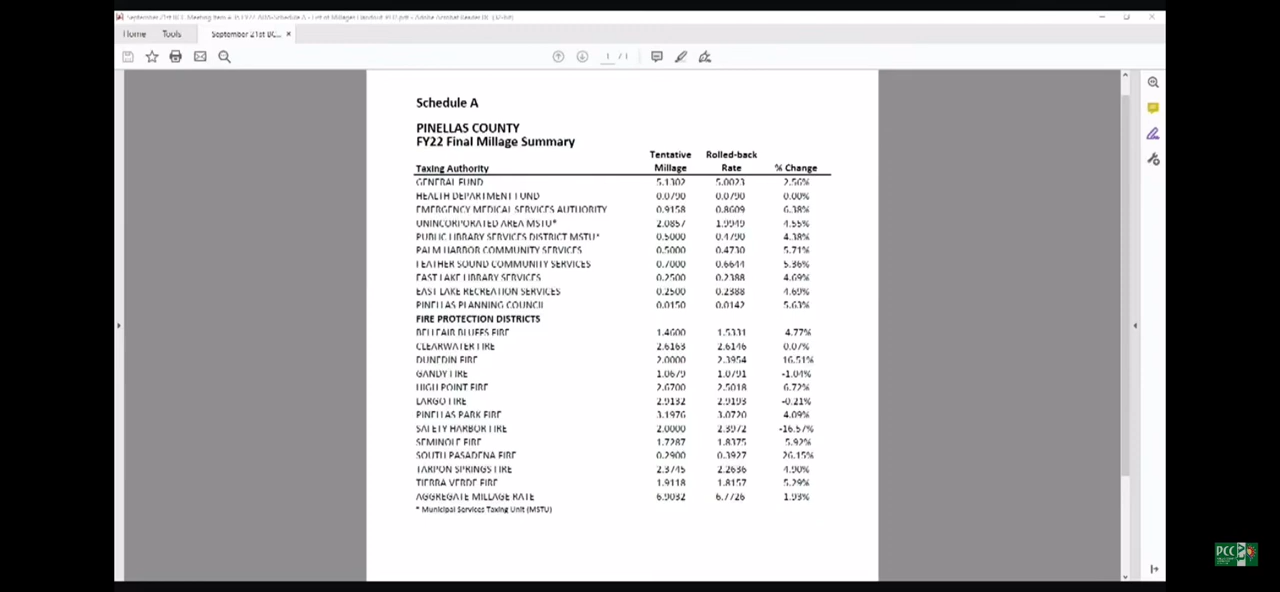 September 21st BCC Meeting Item
Home Tools September 21st BC... ×
1 / 1
Schedule A
PINELLAS COUNTY
FY22 Final Millage Summary
Tentative Rolled-back
Taxing Authority Millage Rate % Change
GENERAL FUND 5.1302 5.0023 2.56%
HEALTH DEPARTMENT FUND 0.0790 0.0790 0.00%
EMERGENCY MEDICAL SERVICES AUTHORITY 0.9158 0.8609 6.38%
UNINCORPORATED AREA MSTU* 2.0857 1.9949 4.55%
PUBLIC LIBRARY SERVICES DISTRICT MSTU* 0.5000 0.4790 4.38%
PALM HARBOR COMMUNITY SERVICES 0.5000 0.4730 5.71%
FEATHER SOUND COMMUNITY SERVICES 0.7000 0.6644 5.36%
EAST LAKE LIBRARY SERVICES 0.2500 0.2388 4.69%
EAST LAKE RECREATION SERVICES 0.2500 0.2388 4.69%
PINELLAS PLANNING COUNCIL 0.0150 0.0142 5.63%
FIRE PROTECTION DISTRICTS
BELLEAIR BLUFFS FIRE 1.4600 1.5331 4.77%
CLEARWATER FIRE 2.6163 2.6146 0.07%
DUNEDIN FIRE 2.0000 2.3954 16.51%
GANDY FIRE 1.0679 1.0791 -1.04%
HIGH POINT FIRE 2.6700 2.5018 6.72%
LARGO FIRE 2.9132 2.9193 -0.21%
PINELLAS PARK FIRE 3.1976 3.0720 4.09%
SAFETY HARBOR FIRE 2.0000 2.3972 -16.57%
SEMINOLE FIRE 1.7287 1.8375 5.92%
SOUTH PASADENA FIRE 0.2900 0.3927 26.15%
TARPON SPRINGS FIRE 2.3745 2.2636 4.90%
TIERRA VERDE FIRE 1.9118 1.8157 5.29%
AGGREGATE MILLAGE RATE 6.9032 6.7726 1.93%
* Municipal Services Taxing Unit (MSTU)
PCC